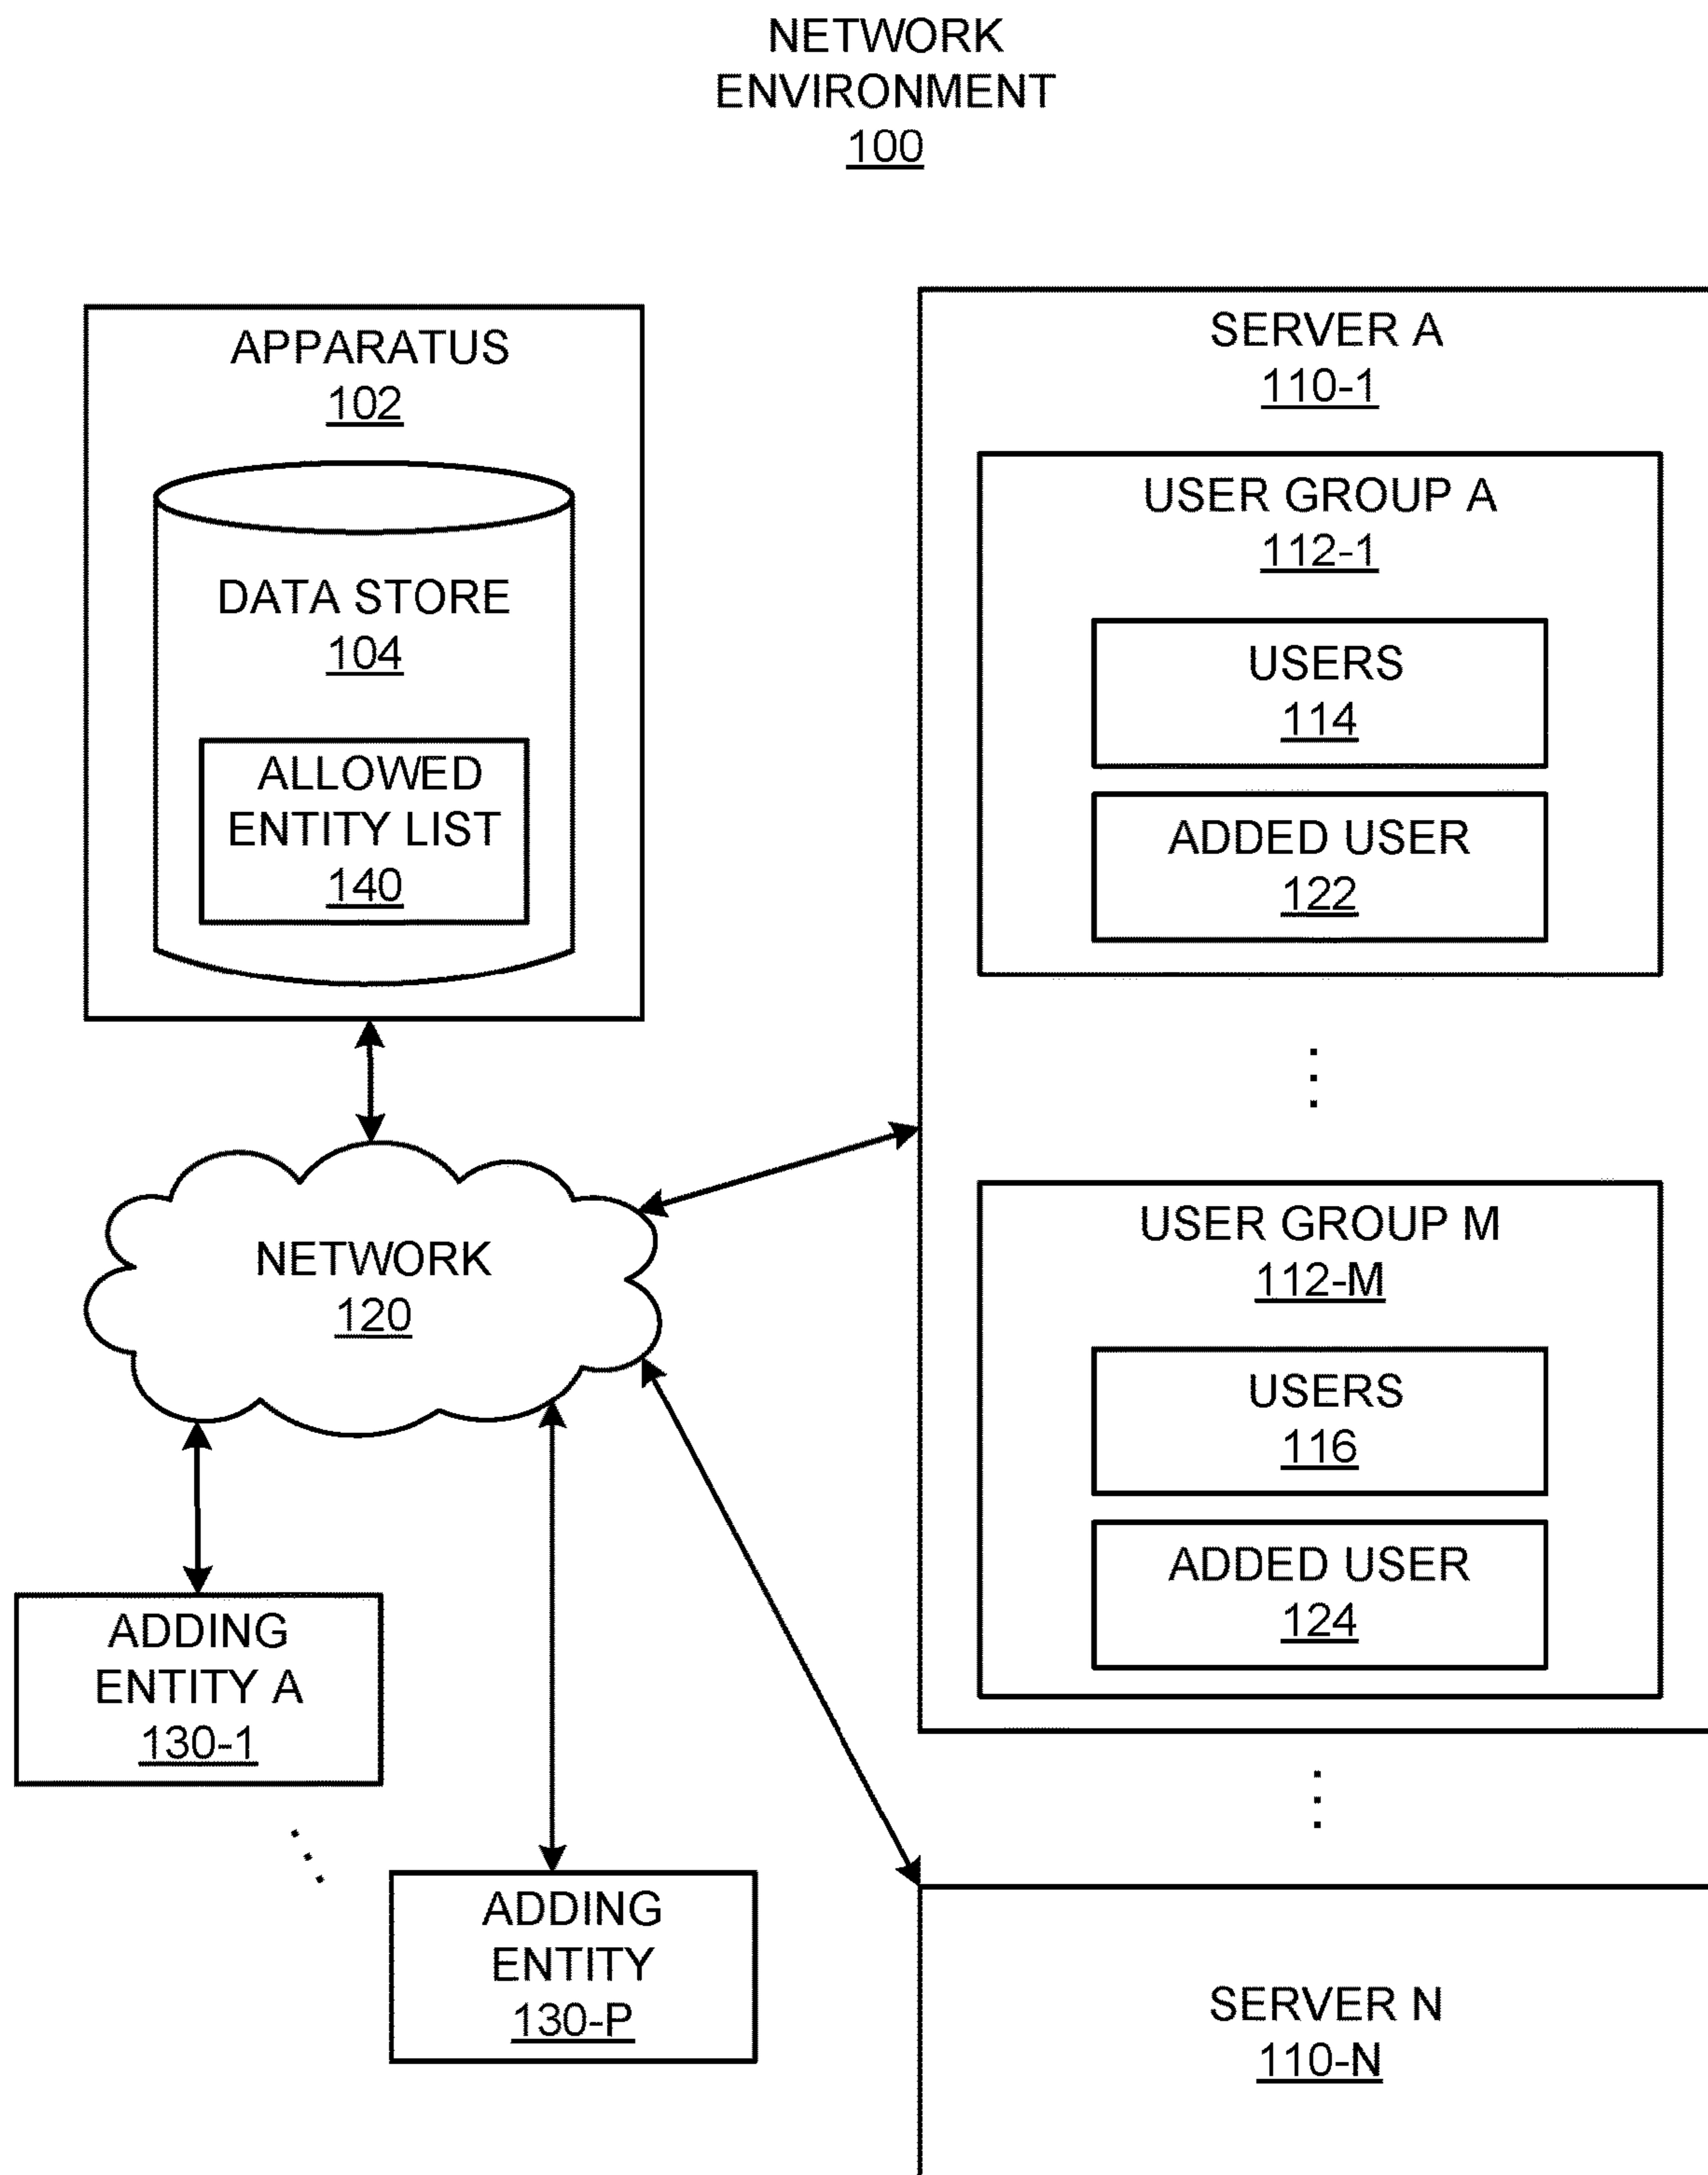 NETWORK
ENVIRONMENT
100
APPARATUS
102
DATA STORE
104
ALLOWED
ENTITY LIST
140
NETWORK
120
ADDING
ENTITY A
130-1
ADDING
ENTITY
130-P
SERVER A
110-1
USER GROUP A
112-1
USERS
114
ADDED USER
122
USER GROUP M
112-M
USERS
116
ADDED USER
124
SERVER N
110-N